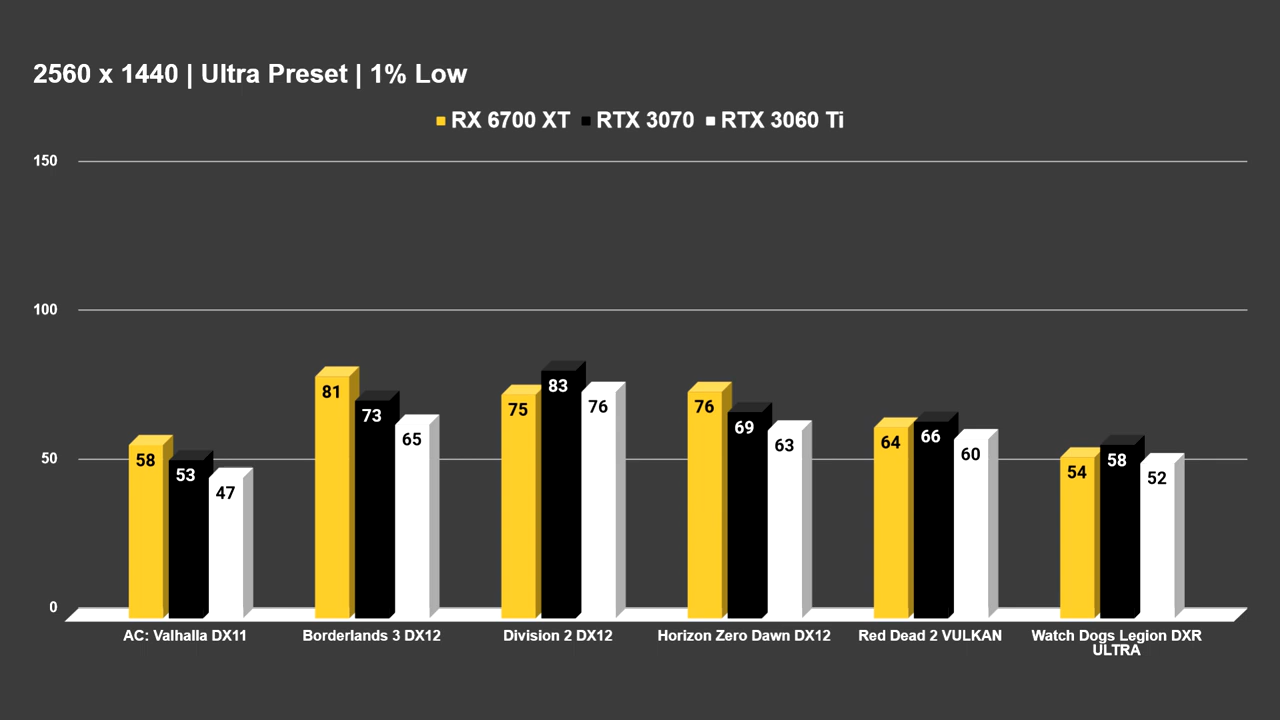 2560 x 1440 | Ultra Preset | 1% Low
RX 6700 XT RTX 3070 RTX 3060 Ti
150
100
50
0
58 53 47
81 73 65
75 83 76
76 69 63
64 66 60
54 58 52
AC: Valhalla DX11
Borderlands 3 DX12
Division 2 DX12
Horizon Zero Dawn DX12
Red Dead 2 VULKAN
Watch Dogs Legion DXR
ULTRA